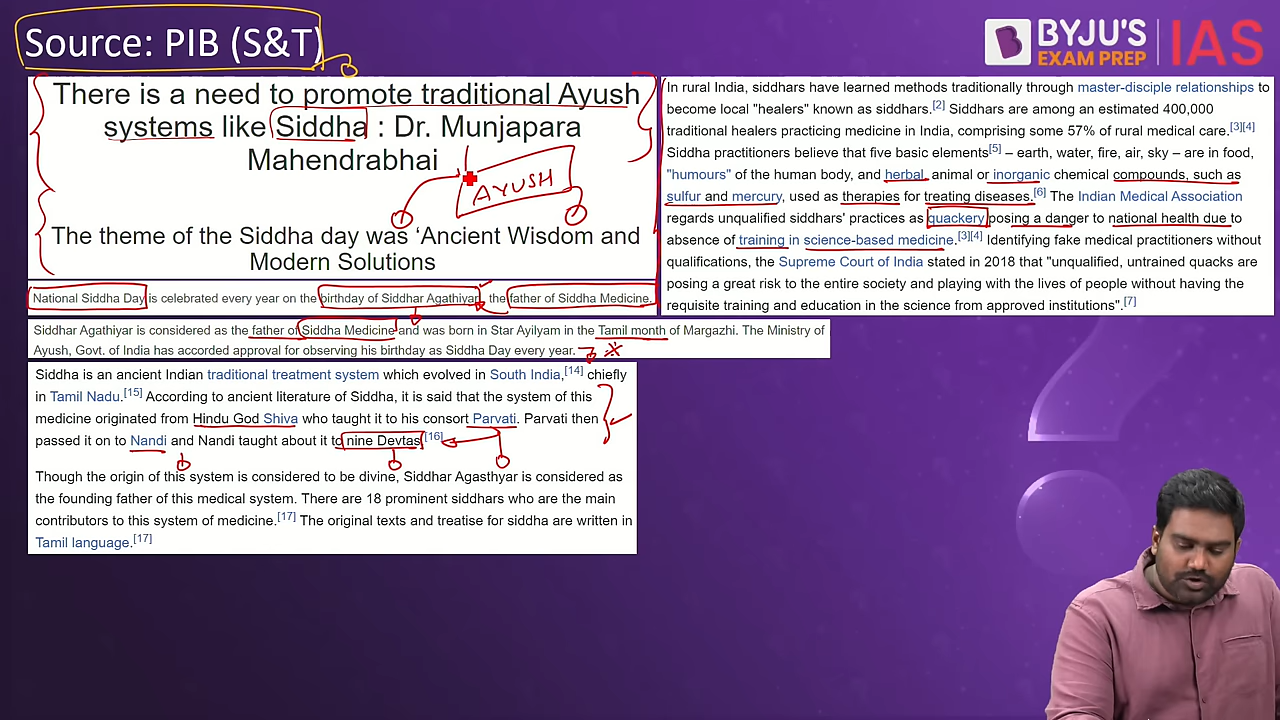 Source: PIB (S&T)
BYJU'S
EXAM PREP
IAS
There is a need to promote traditional Ayush
systems like Siddha : Dr. Munjapara
Mahendrabhai
AYUSH
The theme of the Siddha day was ‘Ancient Wisdom and
Modern Solutions
National Siddha Day is celebrated every year on the birthday of Siddhar Agathiyar, the father of Siddha Medicine.
Siddhar Agathiyar is considered as the father of Siddha Medicine and was born in Star Ayilyam in the Tamil month of Margazhi. The Ministry of
Ayush, Govt. of India has accorded approval for observing his birthday as Siddha Day every year.
Siddha is an ancient Indian traditional treatment system which evolved in South India,[14] chiefly
in Tamil Nadu.[15] According to ancient literature of Siddha, it is said that the system of this
medicine originated from Hindu God Shiva who taught it to his consort Parvati. Parvati then
passed it on to Nandi and Nandi taught about it to nine Devtas.[16]
Though the origin of this system is considered to be divine, Siddhar Agasthyar is considered as
the founding father of this medical system. There are 18 prominent siddhars who are the main
contributors to this system of medicine.[17] The original texts and treatise for siddha are written in
Tamil language.[17]
In rural India, siddhars have learned methods traditionally through master-disciple relationships to
become local "healers" known as siddhars.[2] Siddhars are among an estimated 400,000
traditional healers practicing medicine in India, comprising some 57% of rural medical care.[3][4]
Siddha practitioners believe that five basic elements[5] – earth, water, fire, air, sky – are in food,
"humours" of the human body, and herbal, animal or inorganic chemical compounds, such as
sulfur and mercury, used as therapies for treating diseases.[6] The Indian Medical Association
regards unqualified siddhars' practices as quackery posing a danger to national health due to
absence of training in science-based medicine.[3][4] Identifying fake medical practitioners without
qualifications, the Supreme Court of India stated in 2018 that "unqualified, untrained quacks are
posing a great risk to the entire society and playing with the lives of people without having the
requisite training and education in the science from approved institutions".[7]